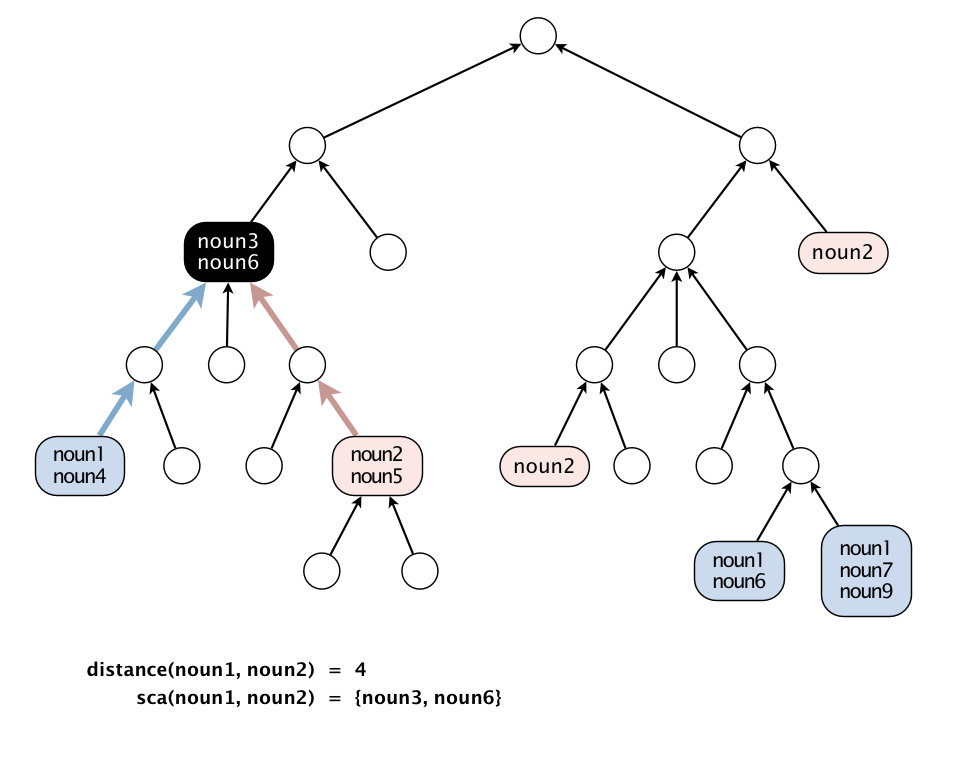 noun3
noun6
noun2
noun1
noun4
noun2
noun5
noun2
noun1
noun6
noun1
noun7
noun9
distance(noun1, noun2) = 4
sca(noun1, noun2) = {noun3, noun6}